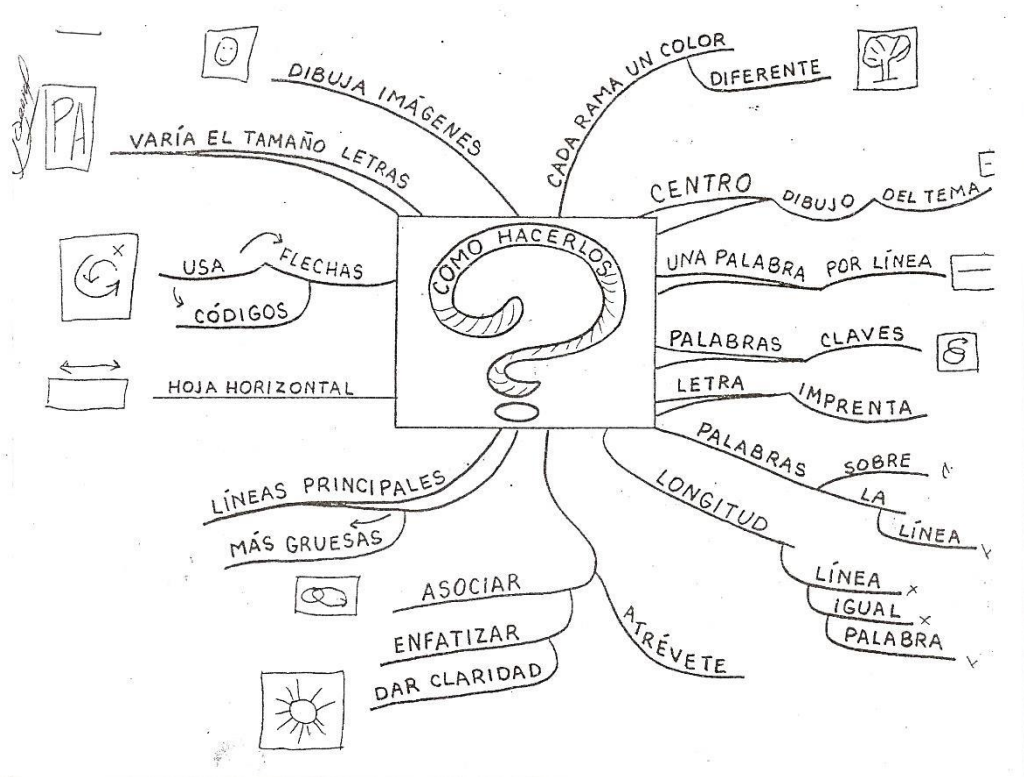 ¿CÓMO HACERLOS?
CADA RAMA UN COLOR
DIFERENTE
CENTRO
DIBUJO
DEL TEMA
E
UNA PALABRA
POR LÍNEA
PALABRAS
CLAVES
LETRA
IMPRENTA
PALABRAS
SOBRE
LA
LÍNEA
LONGITUD
LÍNEA
IGUAL
PALABRA
ATRÉVETE
ASOCIAR
ENFATIZAR
DAR CLARIDAD
LÍNEAS PRINCIPALES
MÁS GRUESAS
HOJA HORIZONTAL
USA
FLECHAS
CÓDIGOS
VARÍA EL TAMAÑO LETRAS
PA
DIBUJA IMÁGENES